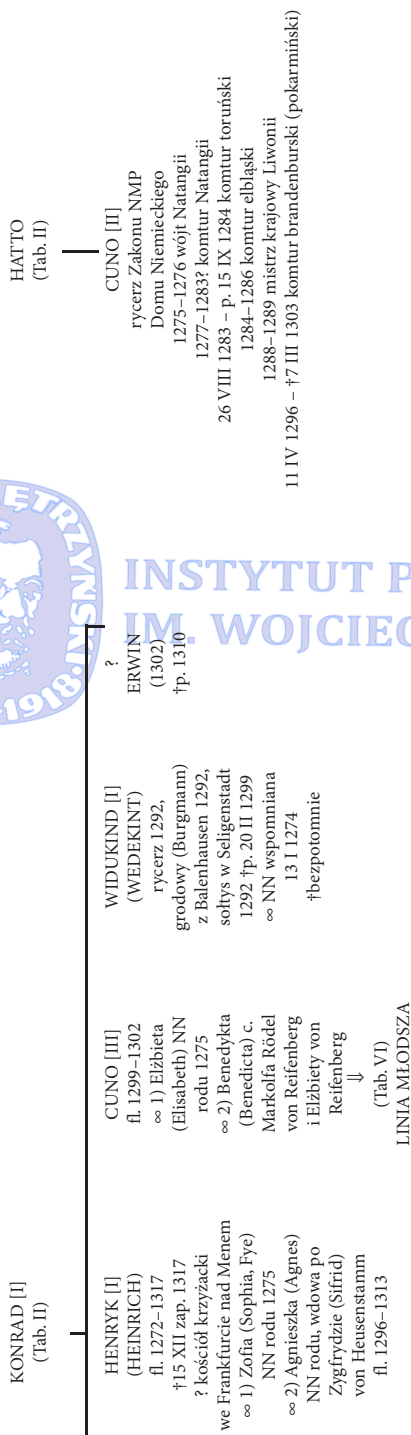 KONRAD [I]
(Tab. II)
HENRYK [I]
(HEINRICH)
fl. 1272–1317
†15 XII zap. 1317
? kościół krzyżacki
we Frankfurcie nad Menem
∞ 1) Zofia (Sophia, Fye)
NN rodu 1275
∞ 2) Agnieszka (Agnes)
NN rodu, wdowa po
Zygfrydzie (Sifrid)
von Heusenstamm
fl. 1296–1313
CUNO [III]
fl. 1299–1302
∞ 1) Elżbieta
(Elisabeth) NN
rodu 1275
∞ 2) Benedykta
(Benedicta) c.
Markolfa Rödel
von Reifenberg
i Elżbiety von
Reifenberg
⇓
(Tab. VI)
LINIA MŁODSZA
WIDUKIND [I]
(WEDEKINT)
rycerz 1292,
grodowy (Burgmann)
z Balenhausen 1292,
sołtys w Seligenstadt
1292 †p. 20 II 1299
∞ NN wspomniana
13 I 1274
†bezpotomnie
?
ERWIN
(1302)
†p. 1310
HATTO
(Tab. II)
CUNO [II]
rycerz Zakonu NMP
Domu Niemieckiego
1275–1276 wójt Natangii
1277–1283? komtur Natangii
26 VIII 1283 – p. 15 IX 1284 komtur toruński
1284–1286 komtur elbląski
1288–1289 mistrz krajowy Liwonii
11 IV 1296 – †7 III 1303 komtur brandenburski (pokarmiński)
INSTYTUT P
IM. WOJCIEC
ĘTRZYŃSKI
1918